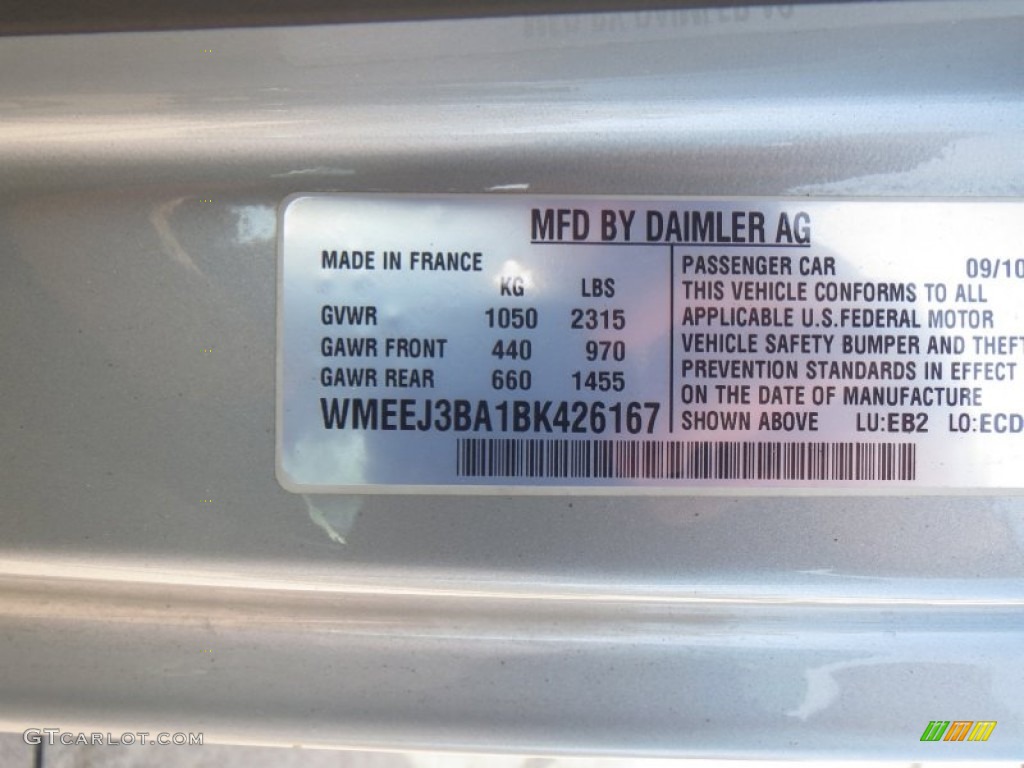 MFD BY DAIMLER AG
MADE IN FRANCE
KG LBS
GVWR 1050 2315
GAWR FRONT 440 970
GAWR REAR 660 1455
WMEEJ3BA1BK426167
PASSENGER CAR 09/10
THIS VEHICLE CONFORMS TO ALL
APPLICABLE U.S.FEDERAL MOTOR
VEHICLE SAFETY BUMPER AND THEFT
PREVENTION STANDARDS IN EFFECT
ON THE DATE OF MANUFACTURE
SHOWN ABOVE LU:EB2 LO:ECD
GTCARLOT.COM